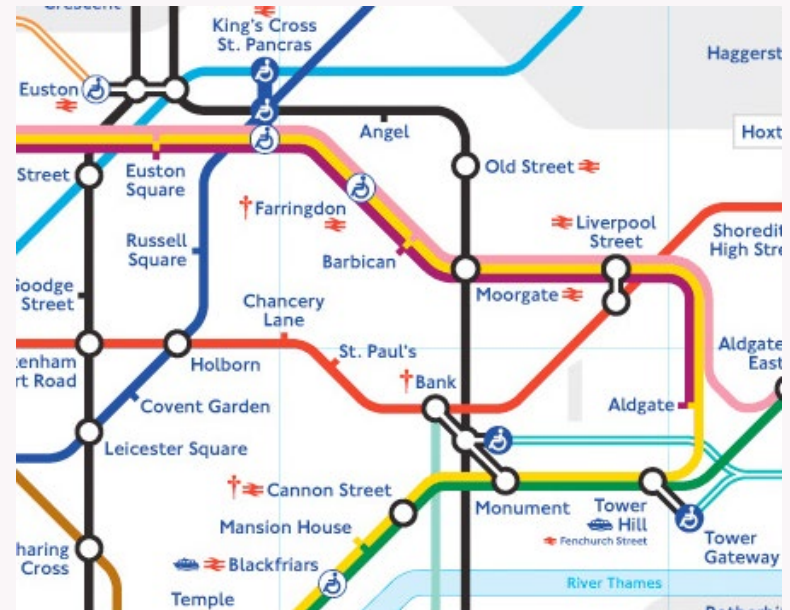 Crescent
King's Cross
St. Pancras
Euston
Haggerst
Angel
Hoxt
Old Street
Street
Euston
Square
Farringdon
Liverpool
Street
Shoredit
High Stre
Russell
Square
Barbican
Moorgate
Goodge
Street
Chancery
Lane
St. Paul's
Aldgate
East
enham
rt Road
Holborn
Bank
Covent Garden
Aldgate
Leicester Square
Cannon Street
Monument
Tower
Hill
Fenchurch Street
Mansion House
Tower
Gateway
haring
Cross
Blackfriars
River Thames
Temple